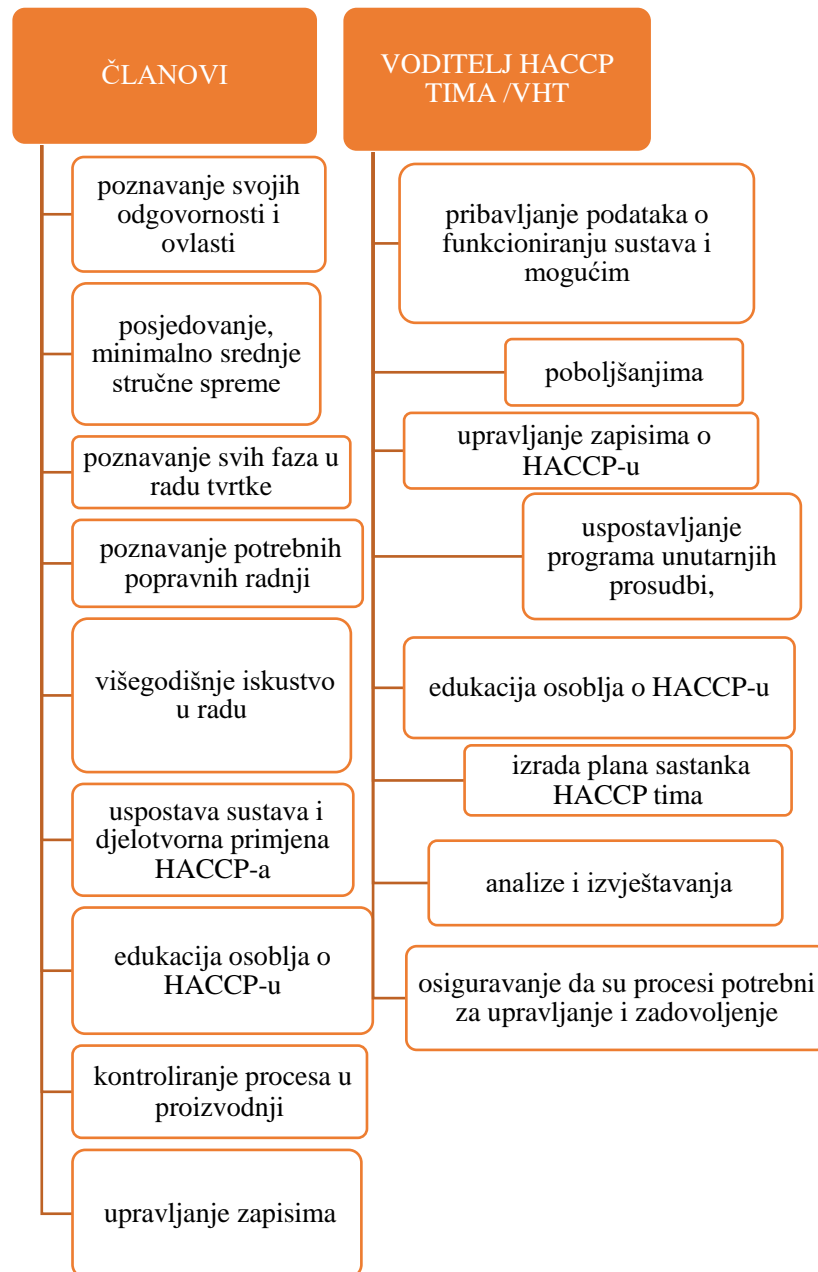 ČLANOVI
poznavanje svojih
odgovornosti i
ovlasti
posjedovanje,
minimalno srednje
stručne spreme
poznavanje svih faza u
radu tvrtke
poznavanje potrebnih
popravnih radnji
višegodišnje iskustvo
u radu
uspostava sustava i
djelotvorna primjena
HACCP-a
edukacija osoblja o
HACCP-u
kontroliranje procesa u
proizvodnji
upravljanje zapisima
VODITELJ HACCP
TIMA /VHT
pribavljanje podataka o
funkcioniranju sustava i
mogućim
poboljšanjima
upravljanje zapisima o
HACCP-u
uspostavljanje
programa unutarnjih
prosudbi,
edukacija osoblja o HACCP-u
izrada plana sastanka
HACCP tima
analize i izvještavanja
osiguravanje da su procesi potrebni
za upravljanje i zadovoljenje